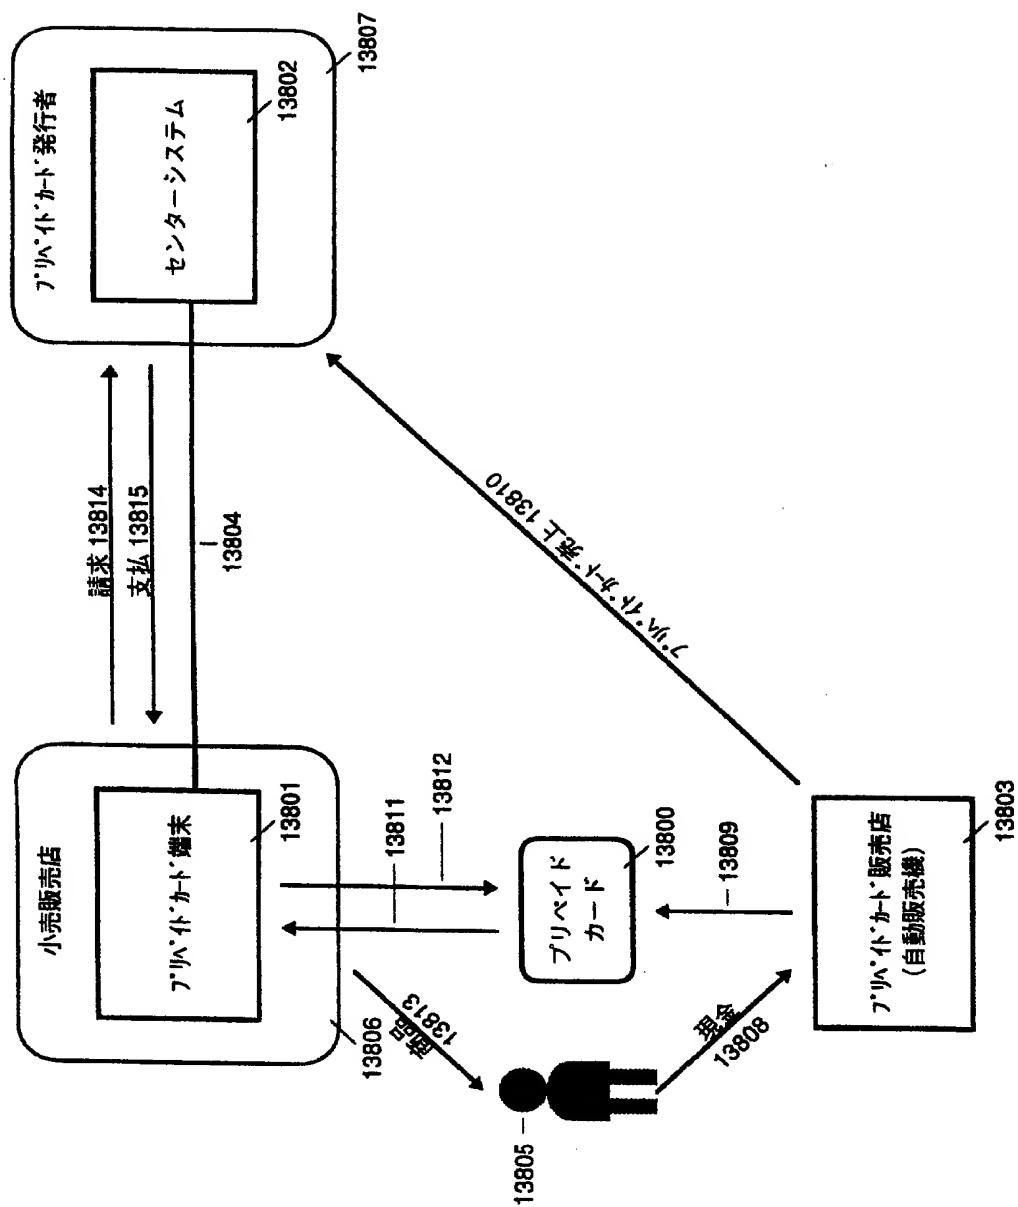 小売販売店
プリペイドカード端末
13801
13806
請求 13814
支払 13815
13804
プリペイドカード発行者
センターシステム
13802
13807
13811
13812
商品
13813
プリペイド
カード
13800
13805
現金
13808
13809
プリペイドカード売上 13810
プリペイドカード販売店
(自動販売機)
13803